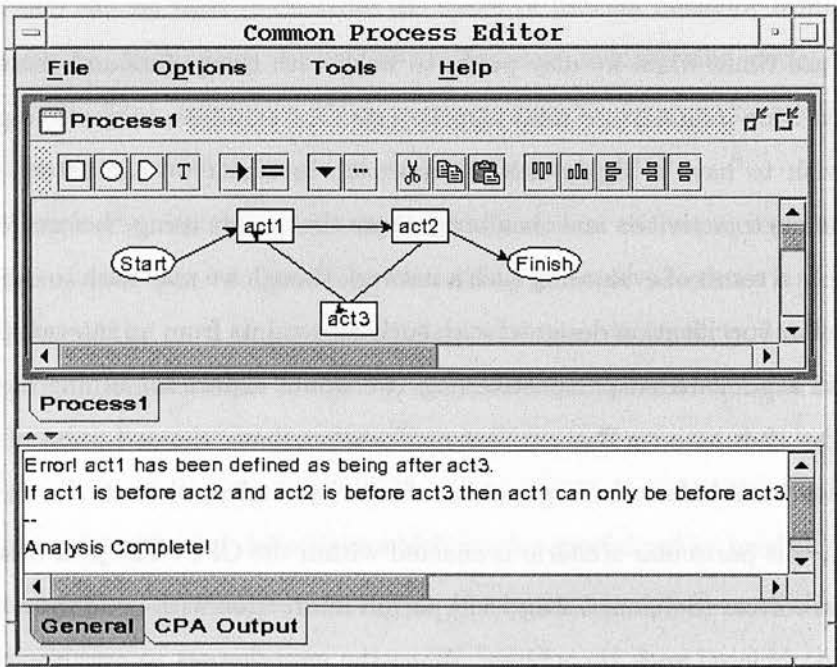 Common Process Editor
File Options Tools Help
Process1
T
act1 act2
Start Finish
act3
Process1
Error! act1 has been defined as being after act3.
If act1 is before act2 and act2 is before act3 then act1 can only be before act3.
--
Analysis Complete!
General CPA Output